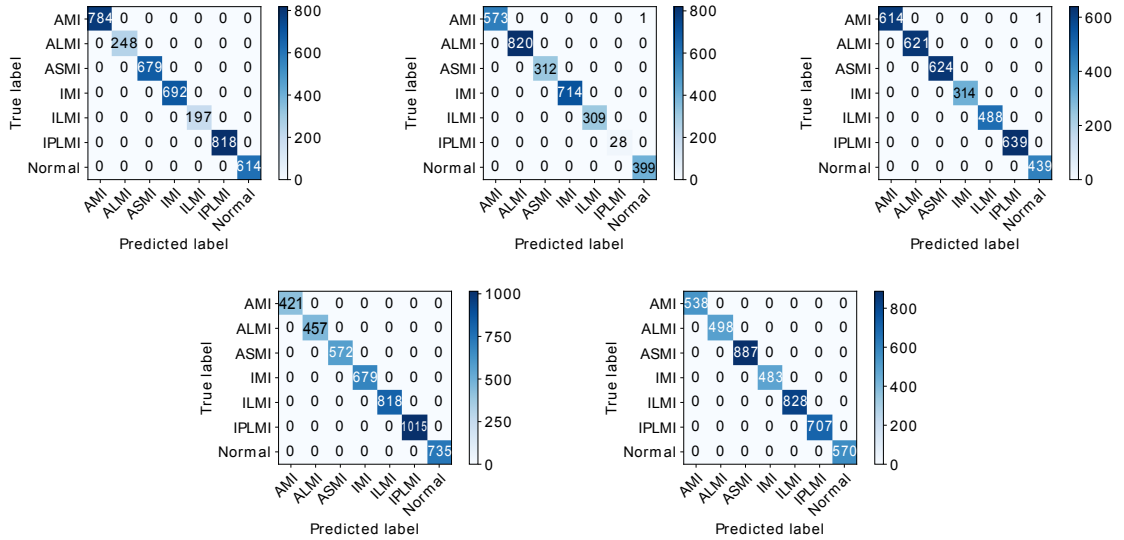 AMI 784 0 0 0 0 0 0
ALMI 0 248 0 0 0 0 0
ASMI 0 0 679 0 0 0 0
IMI 0 0 0 692 0 0 0
ILMI 0 0 0 0 197 0 0
IPLMI 0 0 0 0 0 818 0
Normal 0 0 0 0 0 0 614
True label
AMI ALMI ASMI IMI ILMI IPLMI Normal
Predicted label
800
600
400
200
0
AMI 573 0 0 0 0 0 1
ALMI 0 820 0 0 0 0 0
ASMI 0 0 312 0 0 0 0
IMI 0 0 0 714 0 0 0
ILMI 0 0 0 0 309 0 0
IPLMI 0 0 0 0 0 28 0
Normal 0 0 0 0 0 0 399
True label
AMI ALMI ASMI IMI ILMI IPLMI Normal
Predicted label
800
600
400
200
0
AMI 614 0 0 0 0 0 1
ALMI 0 621 0 0 0 0 0
ASMI 0 0 624 0 0 0 0
IMI 0 0 0 314 0 0 0
ILMI 0 0 0 0 488 0 0
IPLMI 0 0 0 0 0 639 0
Normal 0 0 0 0 0 0 439
True label
AMI ALMI ASMI IMI ILMI IPLMI Normal
Predicted label
600
400
200
0
AMI 421 0 0 0 0 0 0
ALMI 0 457 0 0 0 0 0
ASMI 0 0 572 0 0 0 0
IMI 0 0 0 679 0 0 0
ILMI 0 0 0 0 818 0 0
IPLMI 0 0 0 0 0 1015 0
Normal 0 0 0 0 0 0 735
True label
AMI ALMI ASMI IMI ILMI IPLMI Normal
Predicted label
1000
750
500
250
0
AMI 538 0 0 0 0 0 0
ALMI 0 498 0 0 0 0 0
ASMI 0 0 887 0 0 0 0
IMI 0 0 0 483 0 0 0
ILMI 0 0 0 0 828 0 0
IPLMI 0 0 0 0 0 707 0
Normal 0 0 0 0 0 0 570
True label
AMI ALMI ASMI IMI ILMI IPLMI Normal
Predicted label
800
600
400
200
0